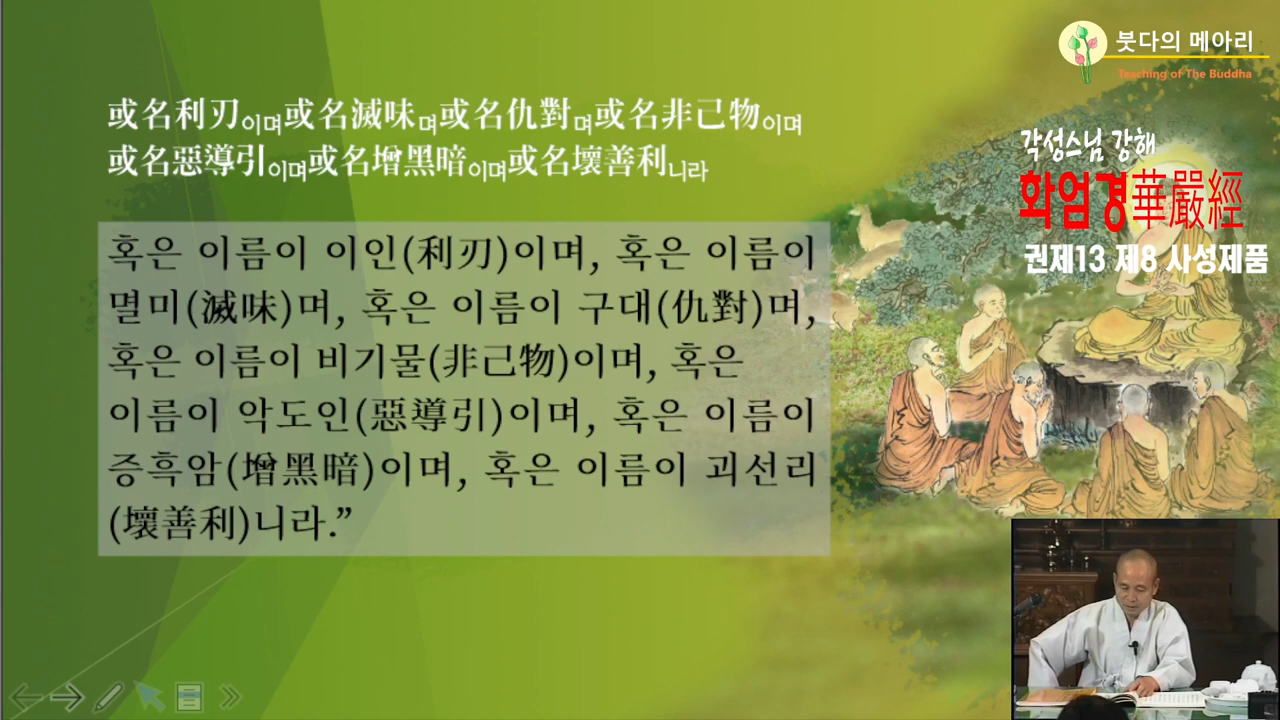 붓다의 메아리
Teaching of The Buddha
각성스님 강해
화엄경華嚴經
권제13 제8 사성제품
或名利刃이며或名滅味며或名仇對며或名非己物이며
或名惡導引이며或名增黑暗이며或名壞善利니라
혹은 이름이 이인(利刃)이며, 혹은 이름이
멸미(滅味)며, 혹은 이름이 구대(仇對)며,
혹은 이름이 비기물(非己物)이며, 혹은
이름이 악도인(惡導引)이며, 혹은 이름이
증흑암(增黑暗)이며, 혹은 이름이 괴선리
(壞善利)니라.”